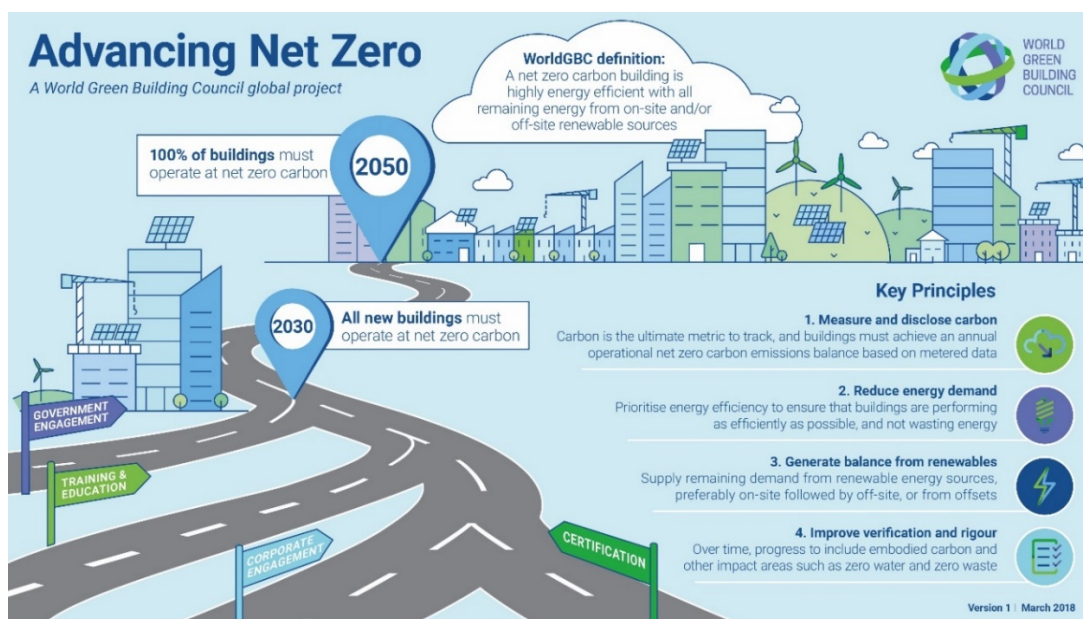 Advancing Net Zero
A World Green Building Council global project
WorldGBC definition:
A net zero carbon building is
highly energy efficient with all
remaining energy from on-site and/or
off-site renewable sources
WORLD
GREEN
BUILDING
COUNCIL
100% of buildings must
operate at net zero carbon
2050
2030
All new buildings must
operate at net zero carbon
GOVERNMENT
ENGAGEMENT
TRAINING &
EDUCATION
CORPORATE
ENGAGEMENT
CERTIFICATION
Key Principles
1. Measure and disclose carbon
Carbon is the ultimate metric to track, and buildings must achieve an annual
operational net zero carbon emissions balance based on metered data
2. Reduce energy demand
Prioritise energy efficiency to ensure that buildings are performing
as efficiently as possible, and not wasting energy
3. Generate balance from renewables
Supply remaining demand from renewable energy sources,
preferably on-site followed by off-site, or from offsets
4. Improve verification and rigour
Over time, progress to include embodied carbon and
other impact areas such as zero water and zero waste
Version 1 | March 2018